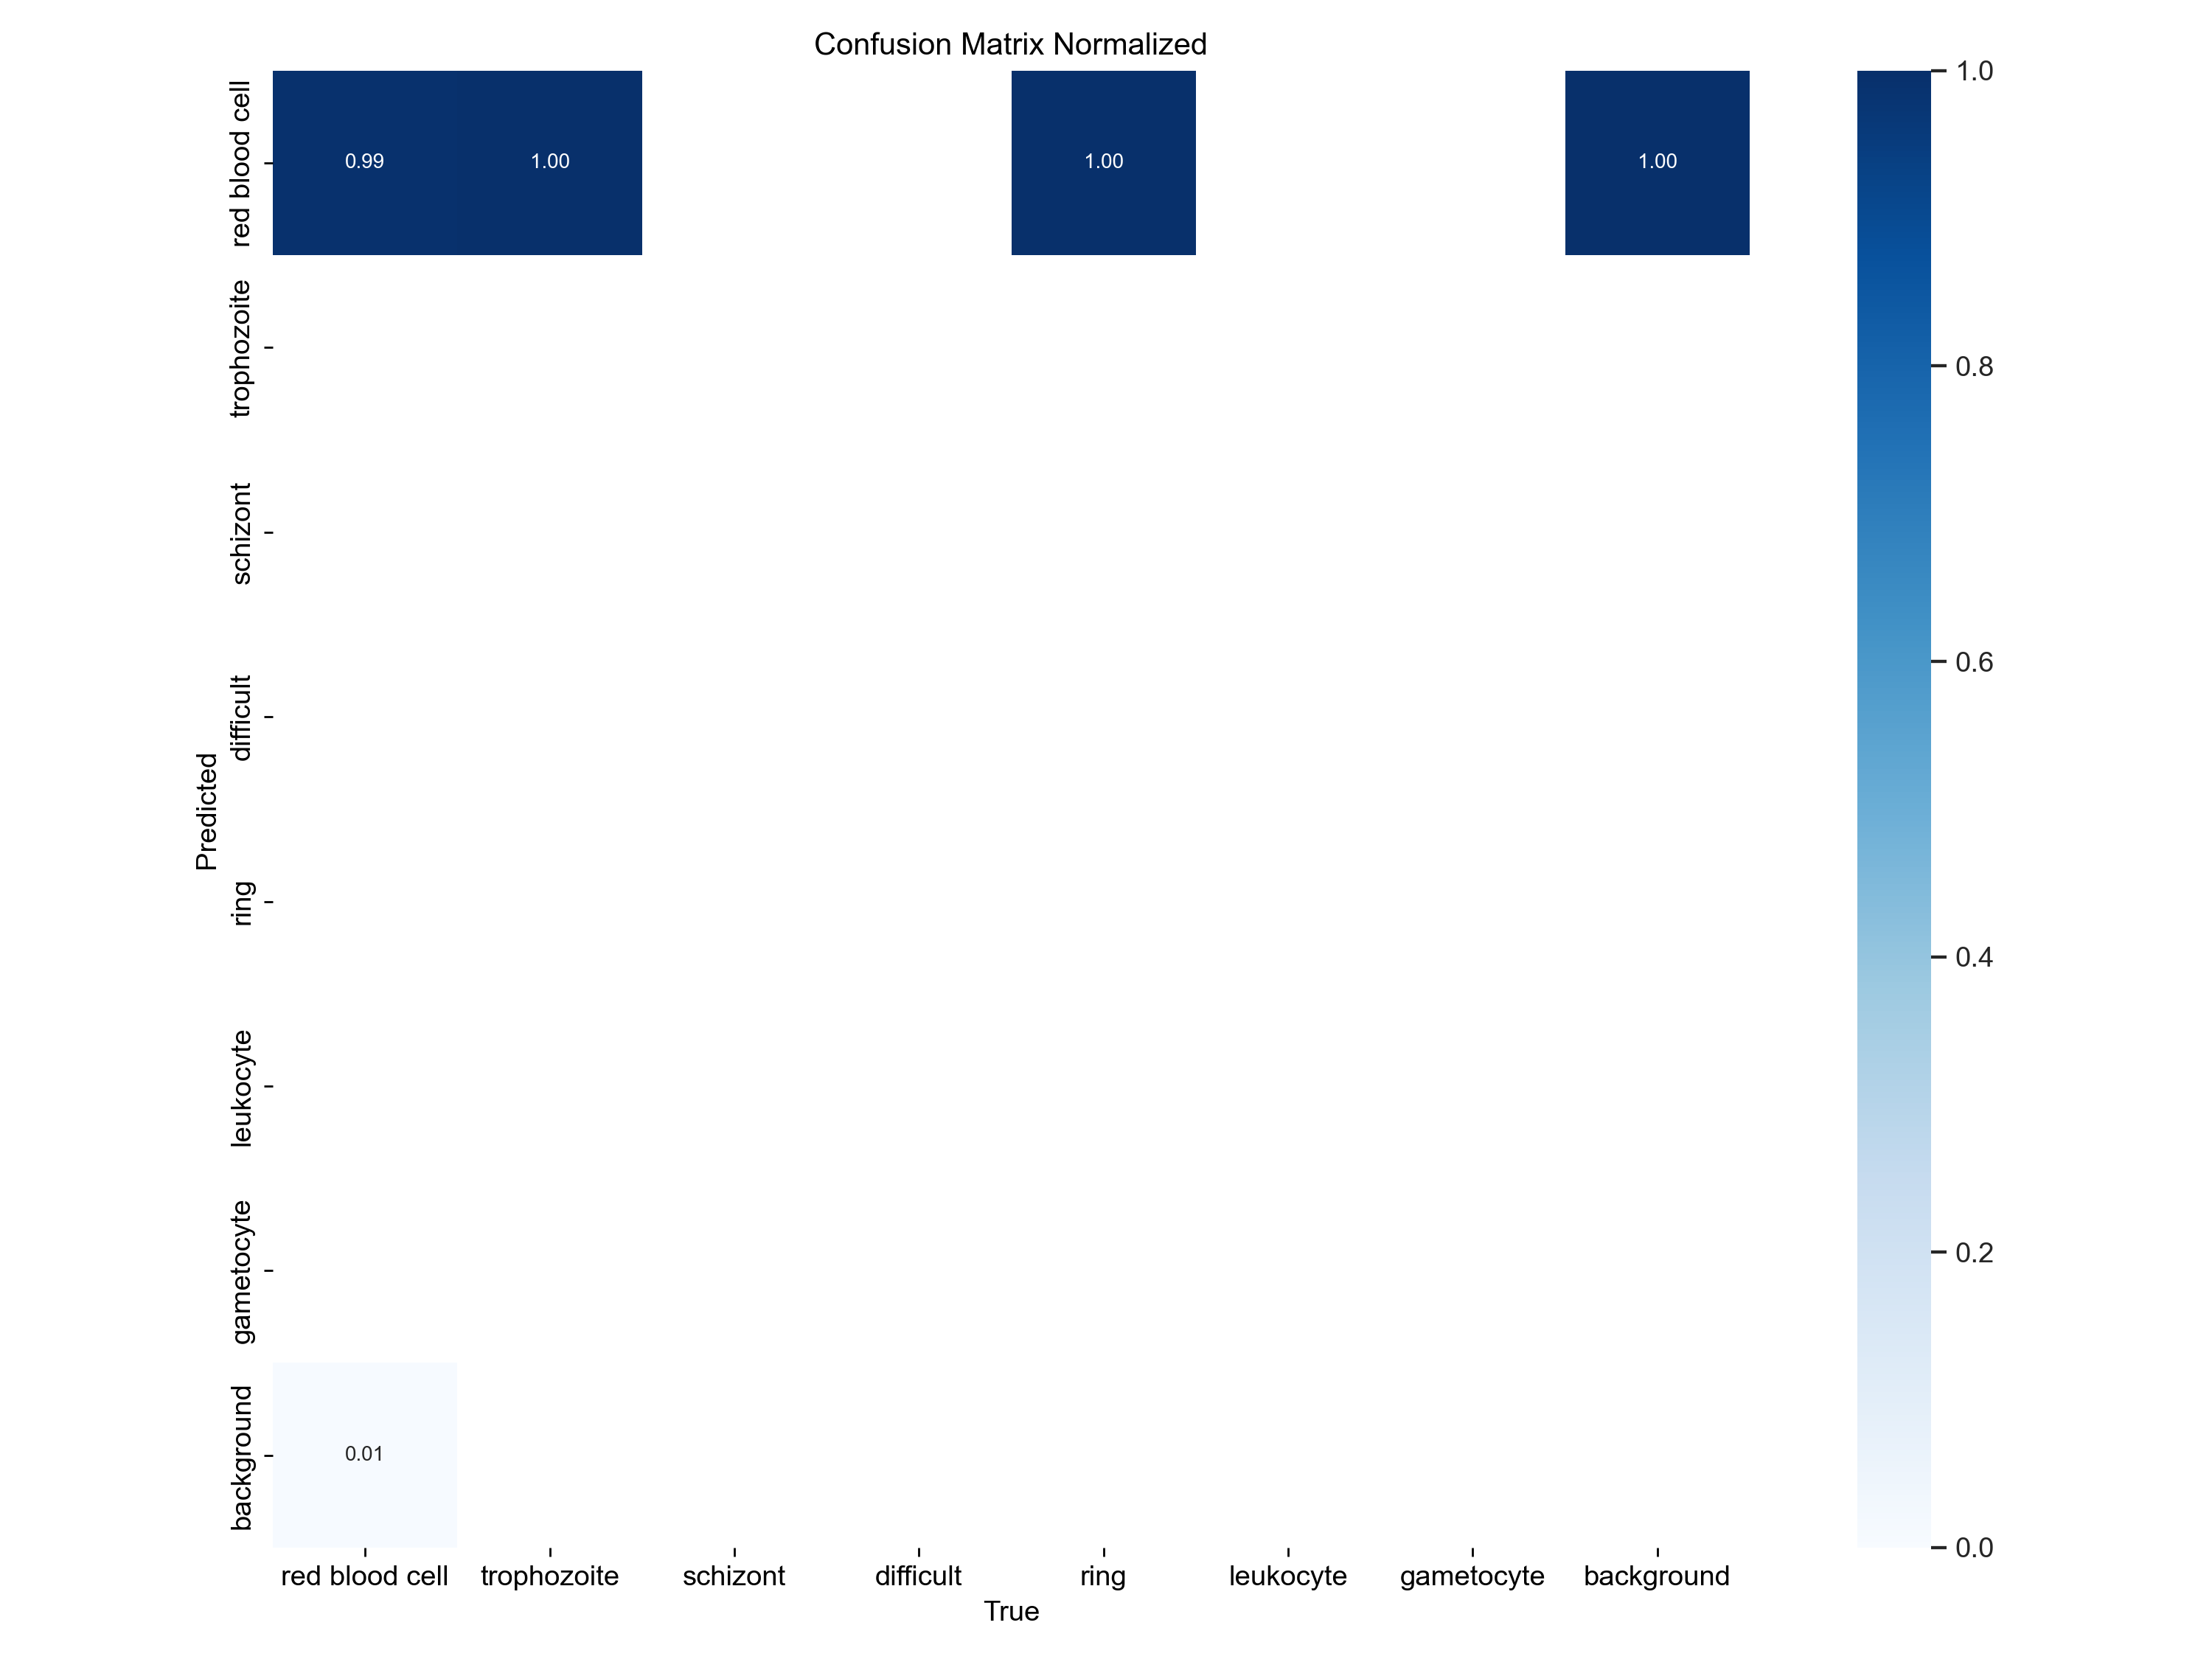 Confusion Matrix Normalized
red blood cell
0.99
1.00
1.00
1.00
trophozoite
schizont
difficult
ring
leukocyte
gametocyte
background
0.01
Predicted
red blood cell trophozoite schizont difficult ring leukocyte gametocyte background
True
1.0
0.8
0.6
0.4
0.2
0.0